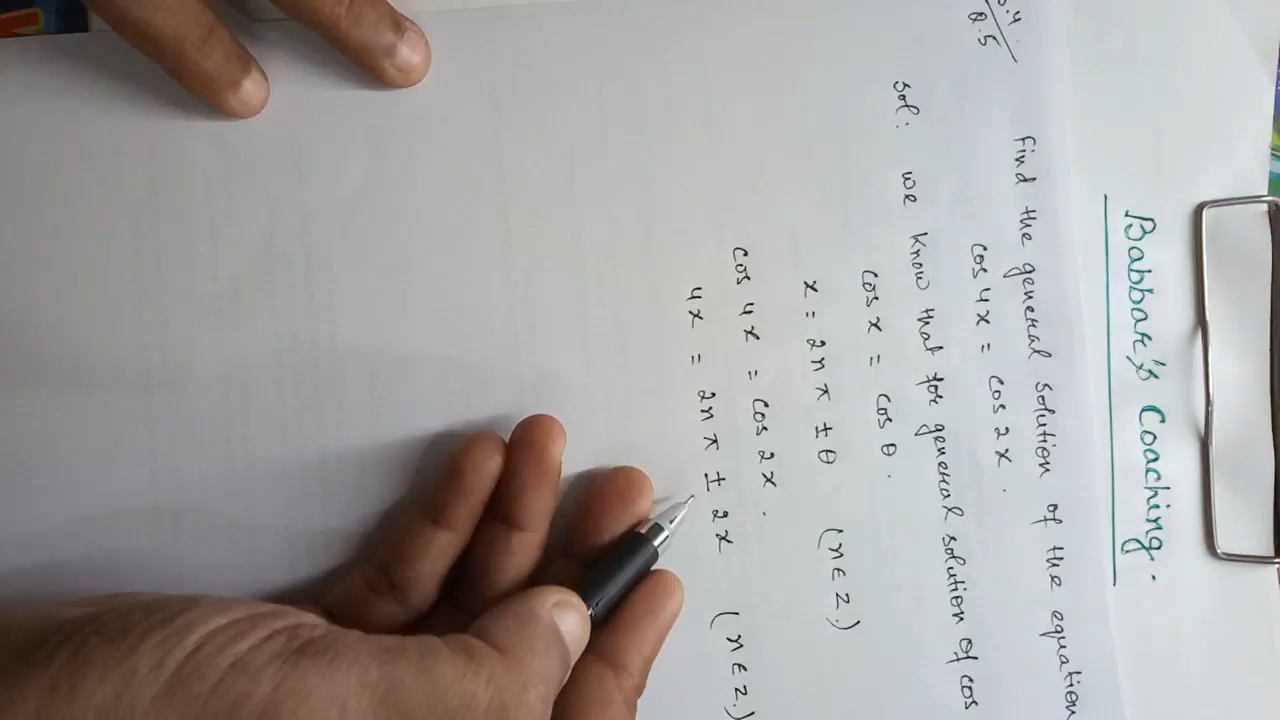 Babbar's Coaching.
Q.5
Find the general solution of the equation
cos 4x = cos 2x.
Sol: we know that for general solution of cos
cos x = cos θ.
x = 2nπ ± θ (n ∈ Z.)
cos 4x = cos 2x.
4x = 2nπ ± 2x (n ∈ Z.)